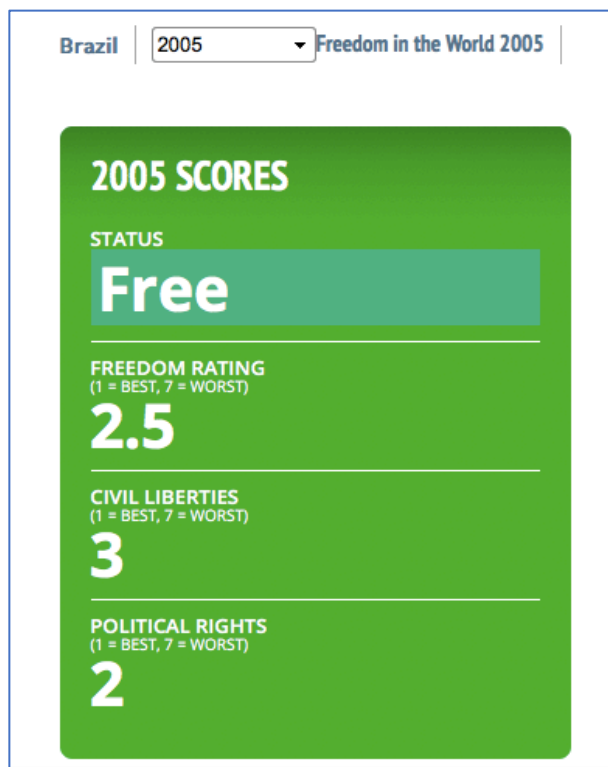 Brazil 2005 Freedom in the World 2005
2005 SCORES
STATUS
Free
FREEDOM RATING
(1 = BEST, 7 = WORST)
2.5
CIVIL LIBERTIES
(1 = BEST, 7 = WORST)
3
POLITICAL RIGHTS
(1 = BEST, 7 = WORST)
2